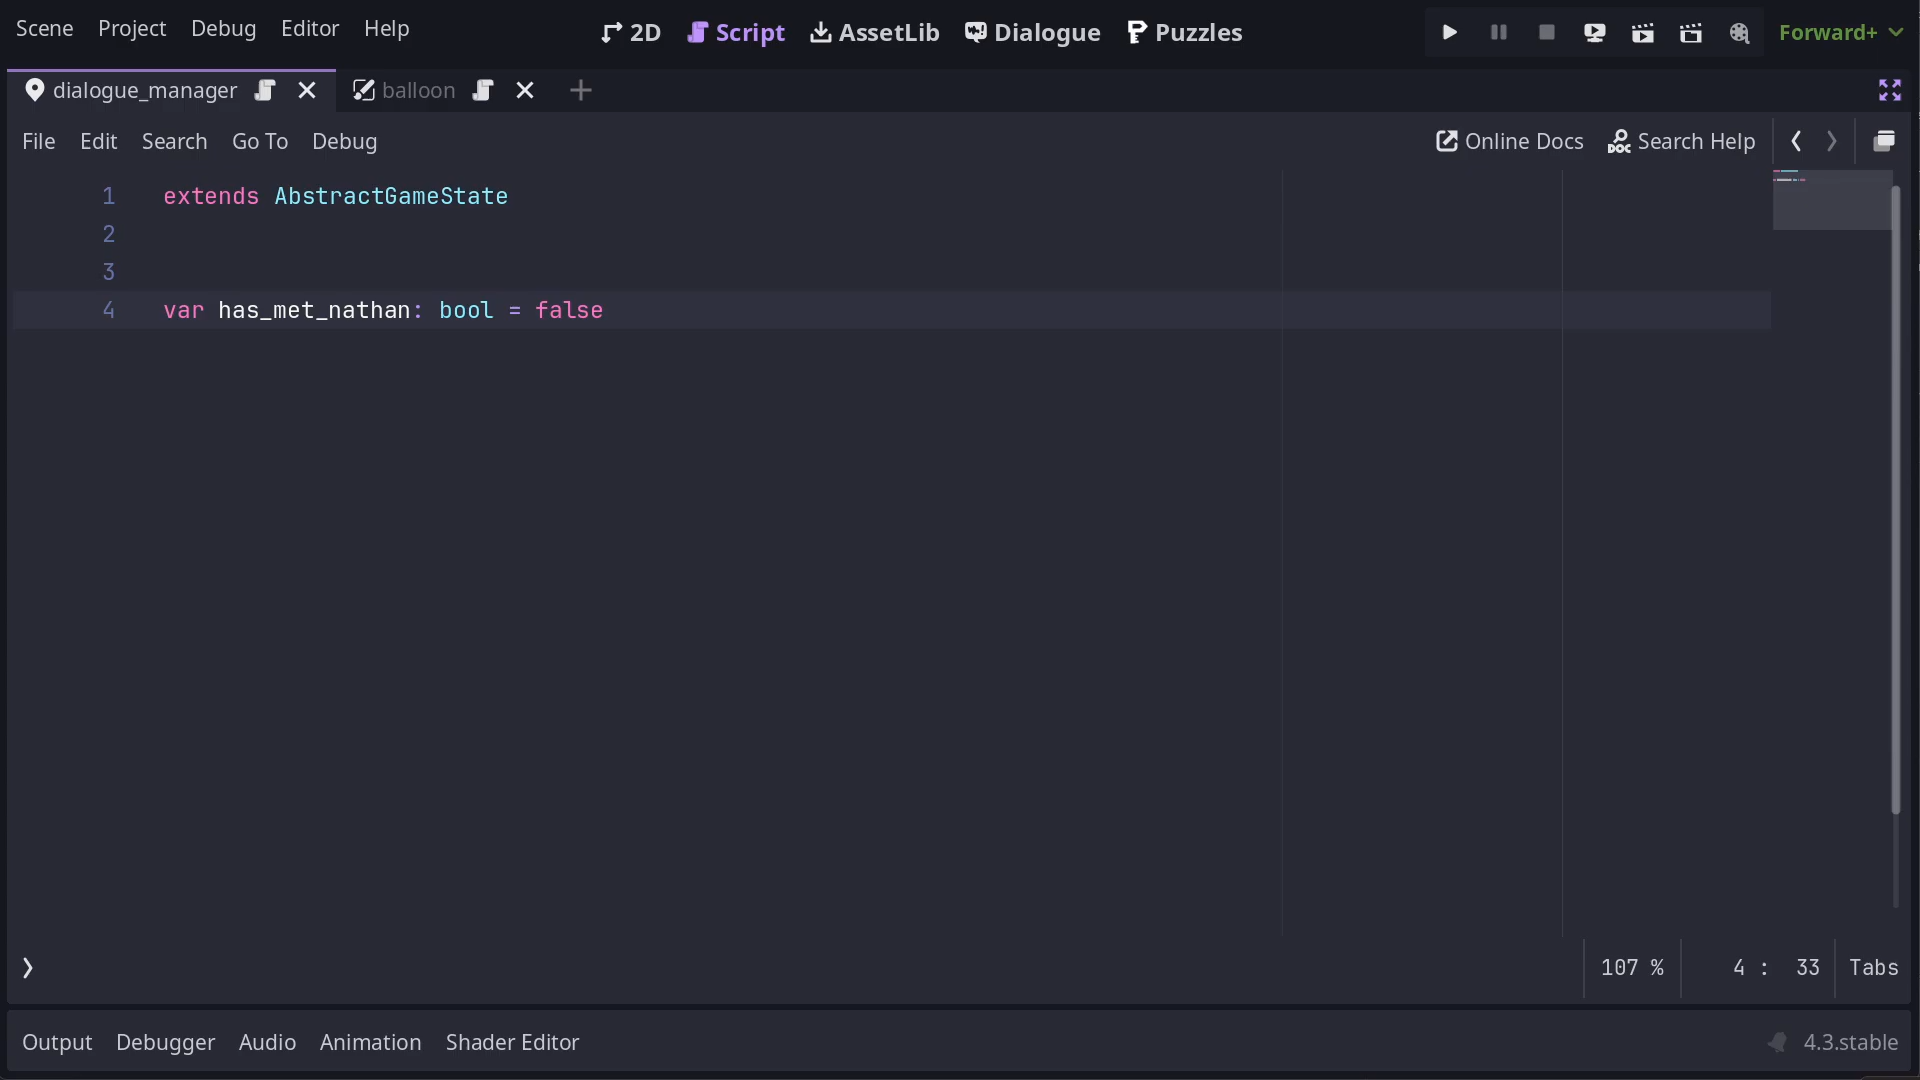 Scene Project Debug Editor Help 2D Script AssetLib Dialogue Puzzles Forward+
dialogue_manager balloon
File Edit Search Go To Debug Online Docs DOC Search Help
1 extends AbstractGameState
2
3
4 var has_met_nathan: bool = false
107 % 4 : 33 Tabs
Output Debugger Audio Animation Shader Editor 4.3.stable